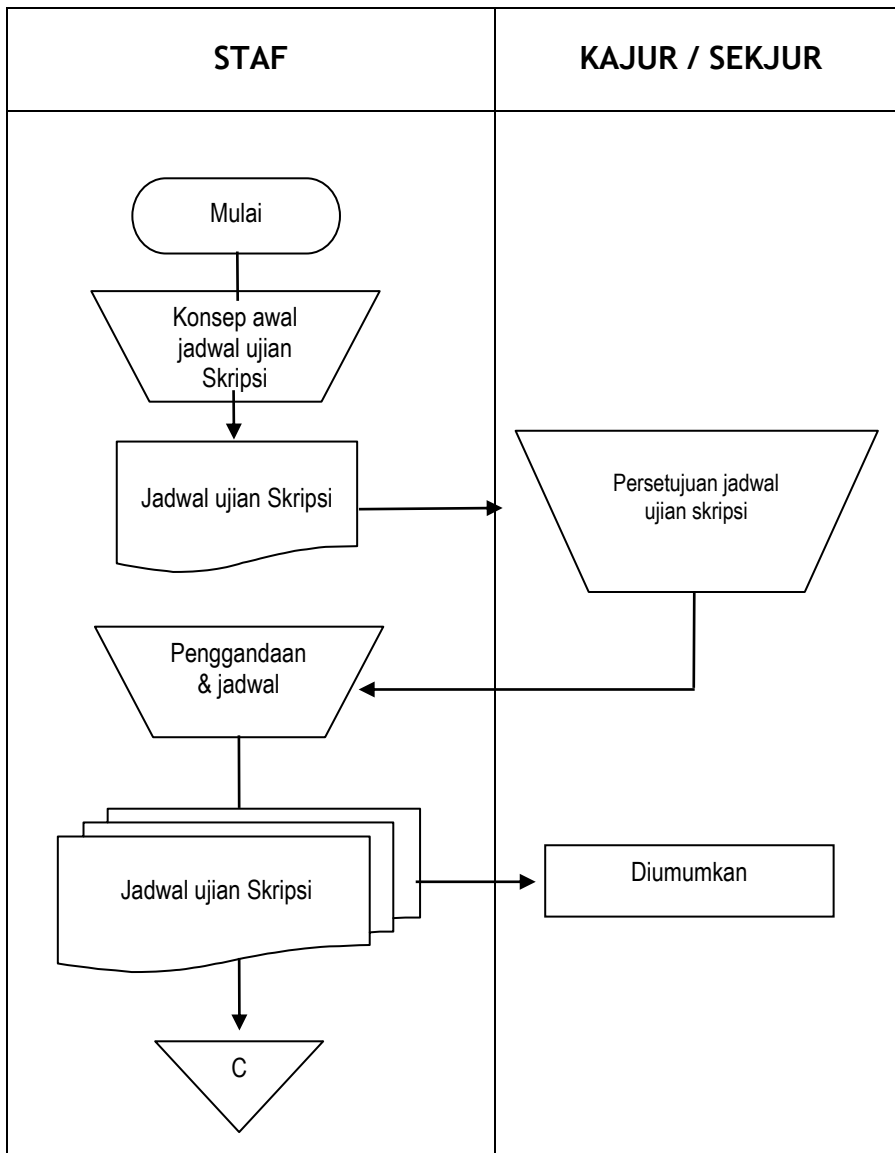 STAF
KAJUR / SEKJUR
Mulai
Konsep awal
jadwal ujian
Skripsi
Jadwal ujian Skripsi
Persetujuan jadwal
ujian skripsi
Penggandaan
& jadwal
Jadwal ujian Skripsi
Diumumkan
C